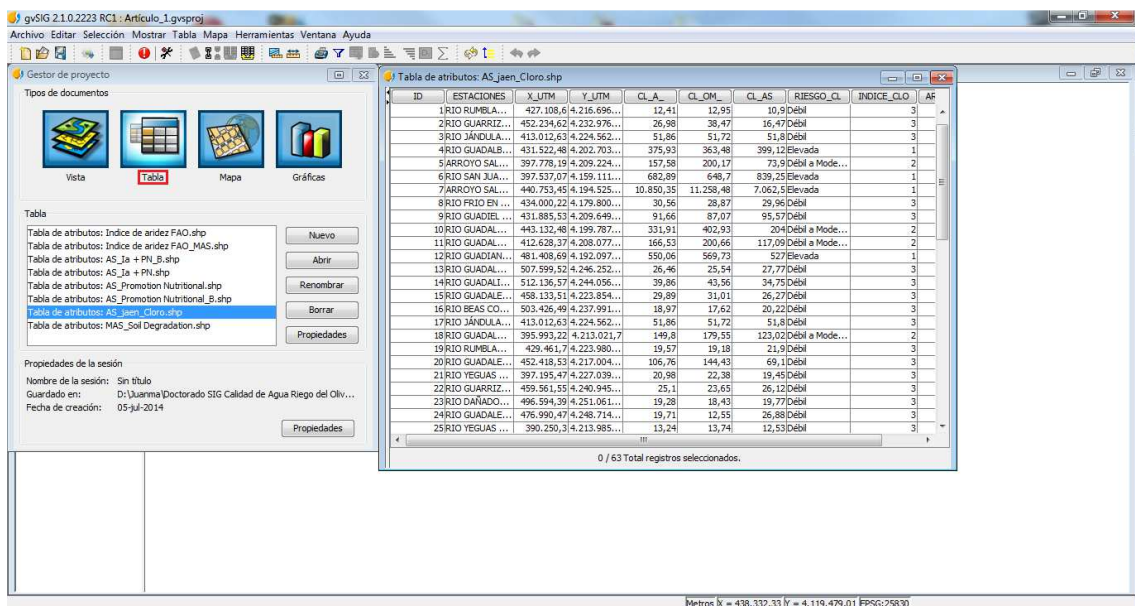 gvSIG 2.1.0.2223 RC1 : Artículo_1.gvsproj
Archivo Editar Selección Mostrar Tabla Mapa Herramientas Ventana Ayuda
Gestor de proyecto
Tipos de documentos
Vista Tabla Mapa Gráficas
Tabla
Tabla de atributos: Indice de aridez FAO.shp
Tabla de atributos: Indice de aridez FAO_MAS.shp
Tabla de atributos: AS_Ia + PN_B.shp
Tabla de atributos: AS_Ia + PN.shp
Tabla de atributos: AS_Promotion Nutritional.shp
Tabla de atributos: AS_Promotion Nutritional_B.shp
Tabla de atributos: AS_jaen_Cloro.shp
Tabla de atributos: MAS_Soil Degradation.shp
Nuevo
Abrir
Renombrar
Borrar
Propiedades
Propiedades de la sesión
Nombre de la sesión: Sin título
Guardado en: D:\Juanma\Doctorado SIG Calidad de Agua Riego del Oliv...
Fecha de creación: 05-jul-2014
Propiedades
Tabla de atributos: AS_jaen_Cloro.shp
ID ESTACIONES X_UTM Y_UTM CL_A_ CL_OM_ CL_AS RIESGO_CL INDICE_CLO AR
1 RIO RUMBLA... 427.108,6 4.216.696... 12,41 12,95 10,9 Débil 3
2 RIO GUARRIZ... 452.234,62 4.232.976... 26,98 38,47 16,47 Débil 3
3 RIO JÁNDULA... 413.012,63 4.224.562... 51,86 51,72 51,8 Débil 3
4 RIO GUADALB... 431.522,48 4.202.703... 375,93 363,48 399,12 Elevada 1
5 ARROYO SAL... 397.778,19 4.209.224... 157,58 200,17 73,9 Débil a Mode... 2
6 RIO SAN JUA... 397.537,07 4.159.111... 682,89 648,7 839,25 Elevada 1
7 ARROYO SAL... 440.753,45 4.194.525... 10.850,35 11.258,48 7.062,5 Elevada 1
8 RIO FRIO EN ... 434.000,22 4.179.800... 30,56 28,87 29,96 Débil 3
9 RIO GUADIEL ... 431.885,53 4.209.649... 91,66 87,07 95,57 Débil 3
10 RIO GUADAL... 443.132,48 4.199.787... 331,91 402,93 204 Débil a Mode... 2
11 RIO GUADAL... 412.628,37 4.208.077... 166,53 200,66 117,09 Débil a Mode... 2
12 RIO GUADIAN... 481.408,69 4.192.097... 550,06 569,73 527 Elevada 1
13 RIO GUADAL... 507.599,52 4.246.252... 26,46 25,54 27,77 Débil 3
14 RIO GUADALI... 512.136,57 4.244.056... 39,86 43,56 34,75 Débil 3
15 RIO GUADALE... 458.133,51 4.223.854... 29,89 31,01 26,27 Débil 3
16 RIO BEAS CO... 503.426,49 4.237.991... 18,97 17,62 20,22 Débil 3
17 RIO JÁNDULA... 413.012,63 4.224.562... 51,86 51,72 51,8 Débil 3
18 RIO GUADAL... 395.993,22 4.213.021,7 149,8 179,55 123,02 Débil a Mode... 2
19 RIO RUMBLA... 429.461,7 4.223.980... 19,57 19,18 21,9 Débil 3
20 RIO GUADALE... 452.418,53 4.217.004... 106,76 144,43 69,1 Débil 3
21 RIO YEGUAS ... 397.195,47 4.227.039... 20,98 22,38 19,45 Débil 3
22 RIO GUARRIZ... 459.561,55 4.240.945... 25,1 23,65 26,12 Débil 3
23 RIO DAÑADO... 496.594,39 4.251.061... 19,28 18,43 19,77 Débil 3
24 RIO GUADALE... 476.990,47 4.248.714... 19,71 12,55 26,88 Débil 3
25 RIO YEGUAS ... 390.250,3 4.213.985... 13,24 13,74 12,53 Débil 3
0 / 63 Total registros seleccionados.
Metros X = 438.332,33 Y = 4.119.479,01 EPSG:25830